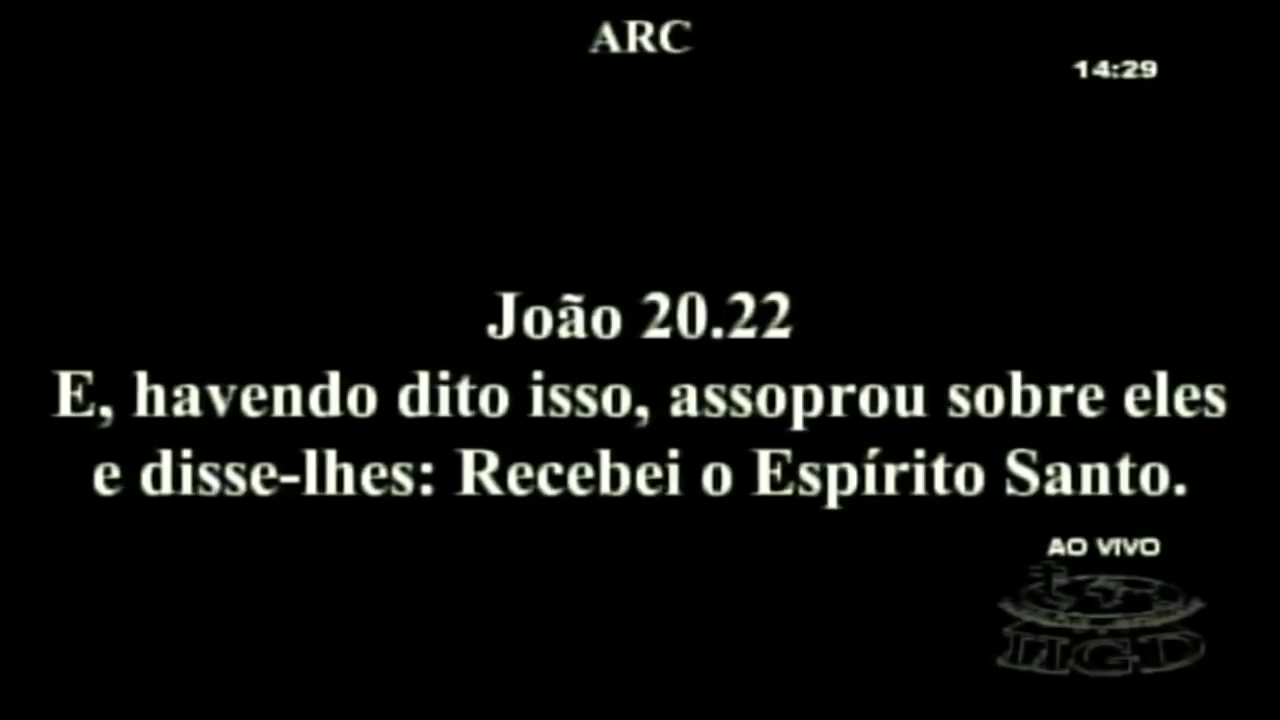 ARC
14:29
João 20.22
E, havendo dito isso, assoprou sobre eles
e disse-lhes: Recebei o Espírito Santo.
AO VIVO
IIGD